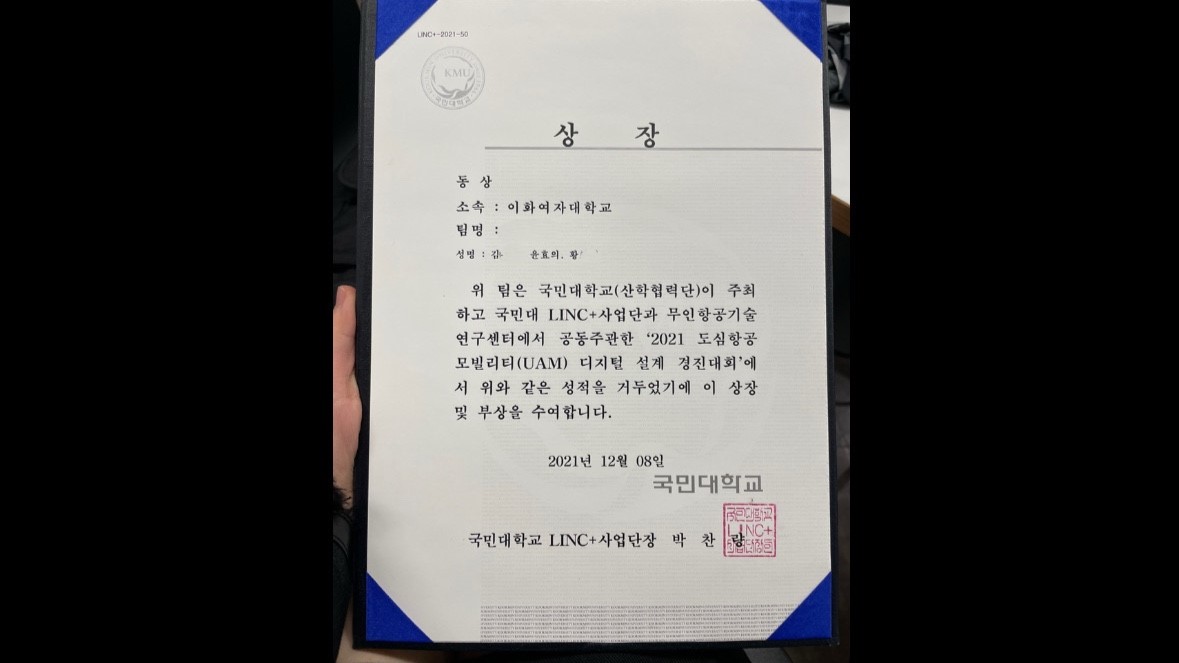 LINC+-2021-50
KMU
국민대학교
상 장
동 상
소속 : 이화여자대학교
팀명 :
성명 : 김 윤효의, 황
위 팀은 국민대학교(산학협력단)이 주최
하고 국민대 LINC+사업단과 무인항공기술
연구센터에서 공동주관한 ‘2021 도심항공
모빌리티(UAM) 디지털 설계 경진대회’에
서 위와 같은 성적을 거두었기에 이 상장
및 부상을 수여합니다.
2021년 12월 08일
국민대학교
국민대학교 LINC+사업단장 박 찬 량
국민대학교
LINC+
사업단장인